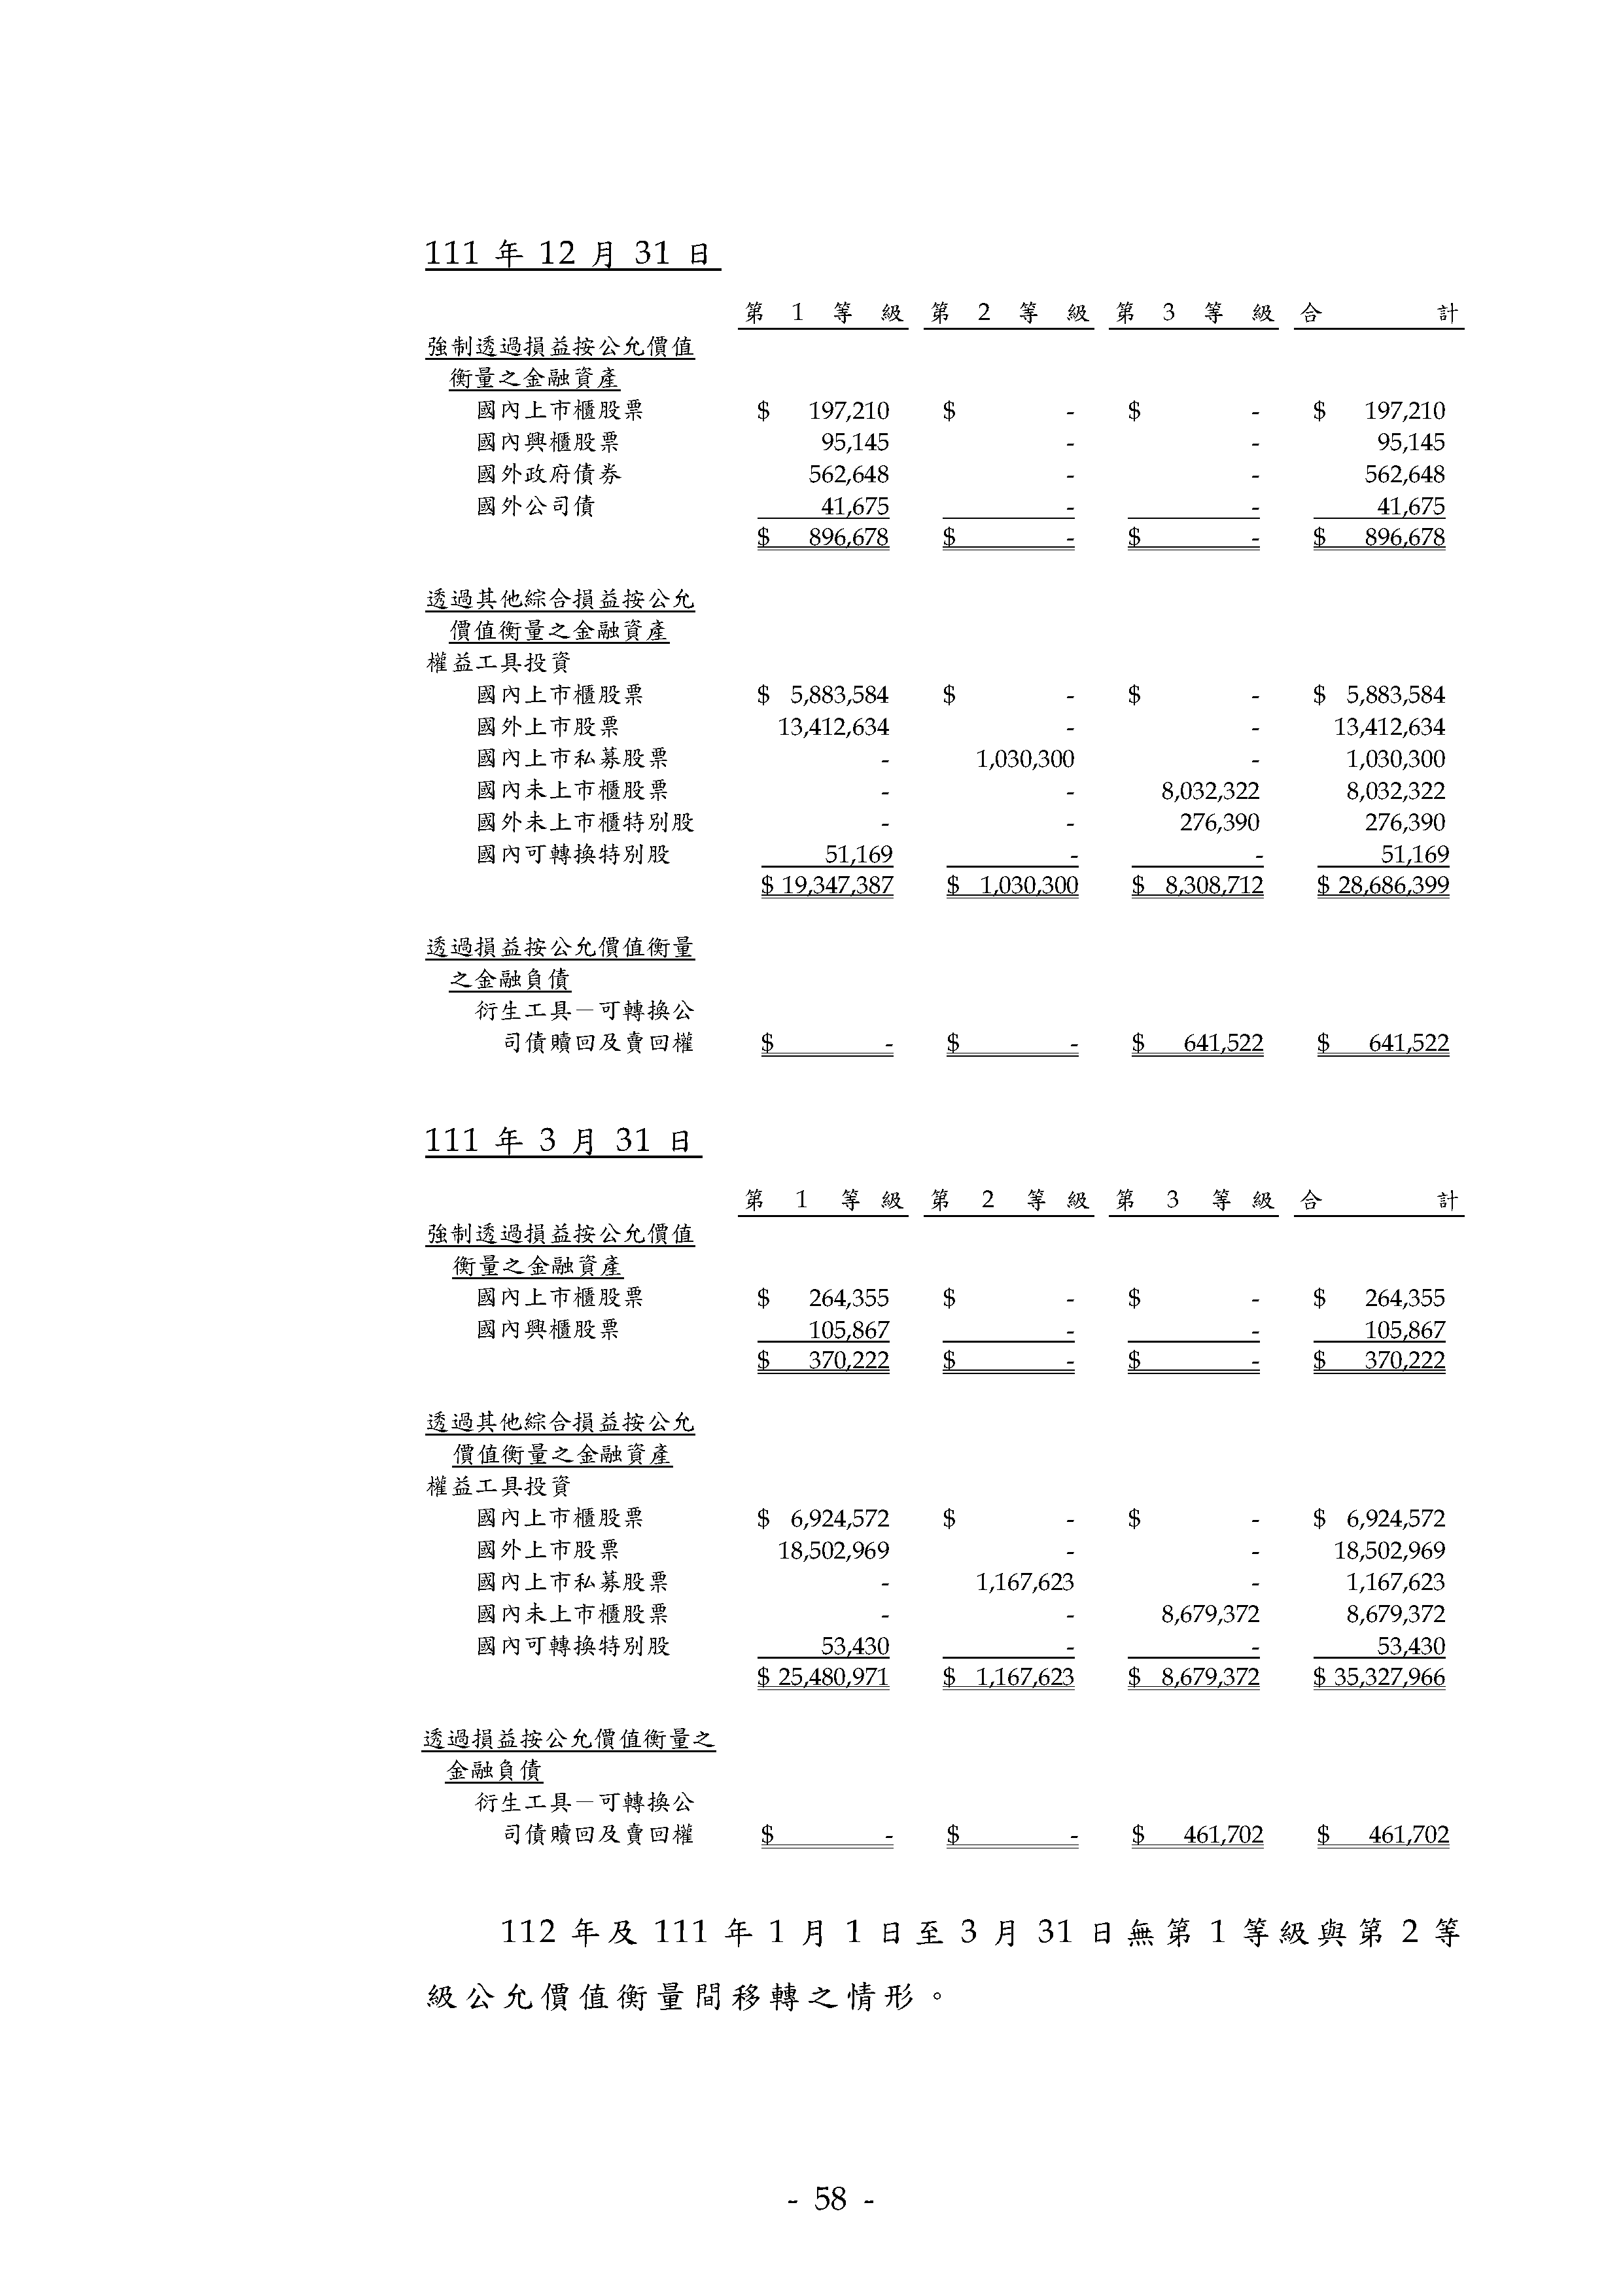 111 年 12 月 31 日
第 1 等 級 第 2 等 級 第 3 等 級 合 計
強制透過損益按公允價值
衡量之金融資產
國內上市櫃股票 $ 197,210 $ - $ - $ 197,210
國內興櫃股票 95,145 - - 95,145
國外政府債券 562,648 - - 562,648
國外公司債 41,675 - - 41,675
$ 896,678 $ - $ - $ 896,678
透過其他綜合損益按公允
價值衡量之金融資產
權益工具投資
國內上市櫃股票 $ 5,883,584 $ - $ - $ 5,883,584
國外上市股票 13,412,634 - - 13,412,634
國內上市私募股票 - 1,030,300 - 1,030,300
國內未上市櫃股票 - - 8,032,322 8,032,322
國外未上市櫃特別股 - - 276,390 276,390
國內可轉換特別股 51,169 - - 51,169
$ 19,347,387 $ 1,030,300 $ 8,308,712 $ 28,686,399
透過損益按公允價值衡量
之金融負債
衍生工具－可轉換公
司債贖回及賣回權 $ - $ - $ 641,522 $ 641,522
111 年 3 月 31 日
第 1 等 級 第 2 等 級 第 3 等 級 合 計
強制透過損益按公允價值
衡量之金融資產
國內上市櫃股票 $ 264,355 $ - $ - $ 264,355
國內興櫃股票 105,867 - - 105,867
$ 370,222 $ - $ - $ 370,222
透過其他綜合損益按公允
價值衡量之金融資產
權益工具投資
國內上市櫃股票 $ 6,924,572 $ - $ - $ 6,924,572
國外上市股票 18,502,969 - - 18,502,969
國內上市私募股票 - 1,167,623 - 1,167,623
國內未上市櫃股票 - - 8,679,372 8,679,372
國內可轉換特別股 53,430 - - 53,430
$ 25,480,971 $ 1,167,623 $ 8,679,372 $ 35,327,966
透過損益按公允價值衡量之
金融負債
衍生工具－可轉換公
司債贖回及賣回權 $ - $ - $ 461,702 $ 461,702
112 年及 111 年 1 月 1 日至 3 月 31 日無第 1 等級與第 2 等
級公允價值衡量間移轉之情形。
- 58 -